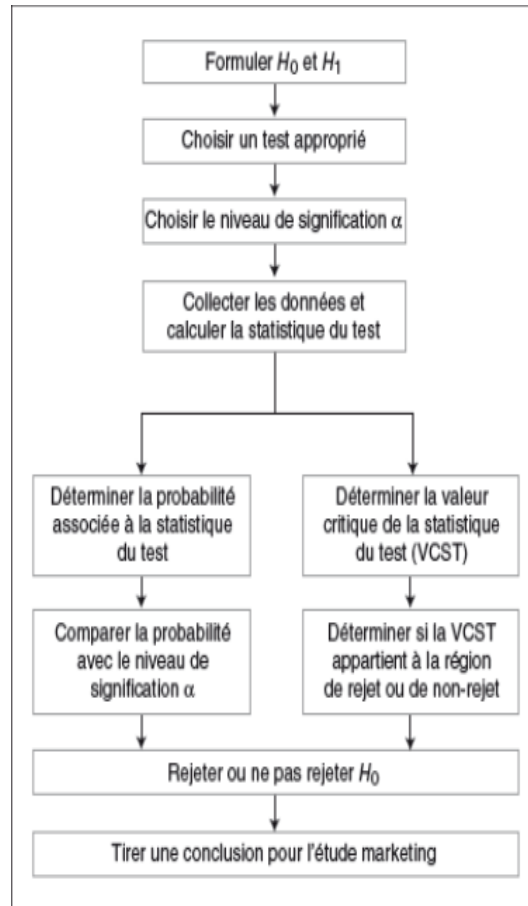 Formuler H0 et H1
Choisir un test approprié
Choisir le niveau de signification α
Collecter les données et
calculer la statistique du test
Déterminer la probabilité
associée à la statistique
du test
Déterminer la valeur
critique de la statistique
du test (VCST)
Comparer la probabilité
avec le niveau de
signification α
Déterminer si la VCST
appartient à la région
de rejet ou de non-rejet
Rejeter ou ne pas rejeter H0
Tirer une conclusion pour l'étude marketing